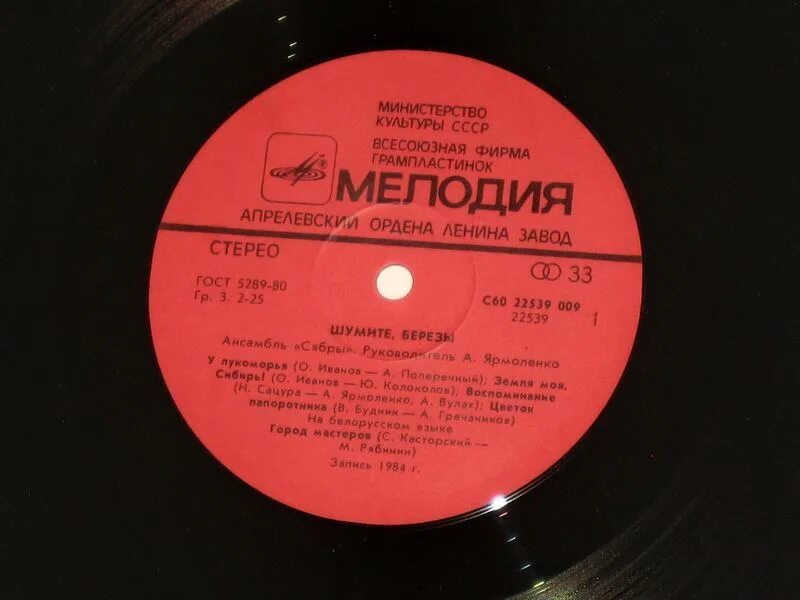 МИНИСТЕРСТВО
КУЛЬТУРЫ СССР
ВСЕСОЮЗНАЯ ФИРМА
ГРАМПЛАСТИНОК
МЕЛОДИЯ
АПРЕЛЕВСКИЙ ОРДЕНА ЛЕНИНА ЗАВОД
СТЕРЕО
33
ГОСТ 5289-80
Гр. 3. 2-25
С60 22539 009
22539
1
ШУМИТЕ, БЕРЕЗЫ
Ансамбль «Сябры». Руководитель А. Ярмоленко
У лукоморья (О. Иванов — А. Поперечный); Земля моя,
Сибирь! (О. Иванов — Ю. Колоколов); Воспоминание
(Н. Сацура — А. Ярмоленко, А. Вулах); Цветок
папоротника (В. Будник — А. Гречаников)
На белорусском языке
Город мастеров (С. Касторский —
М. Рябинин)
Запись 1984 г.